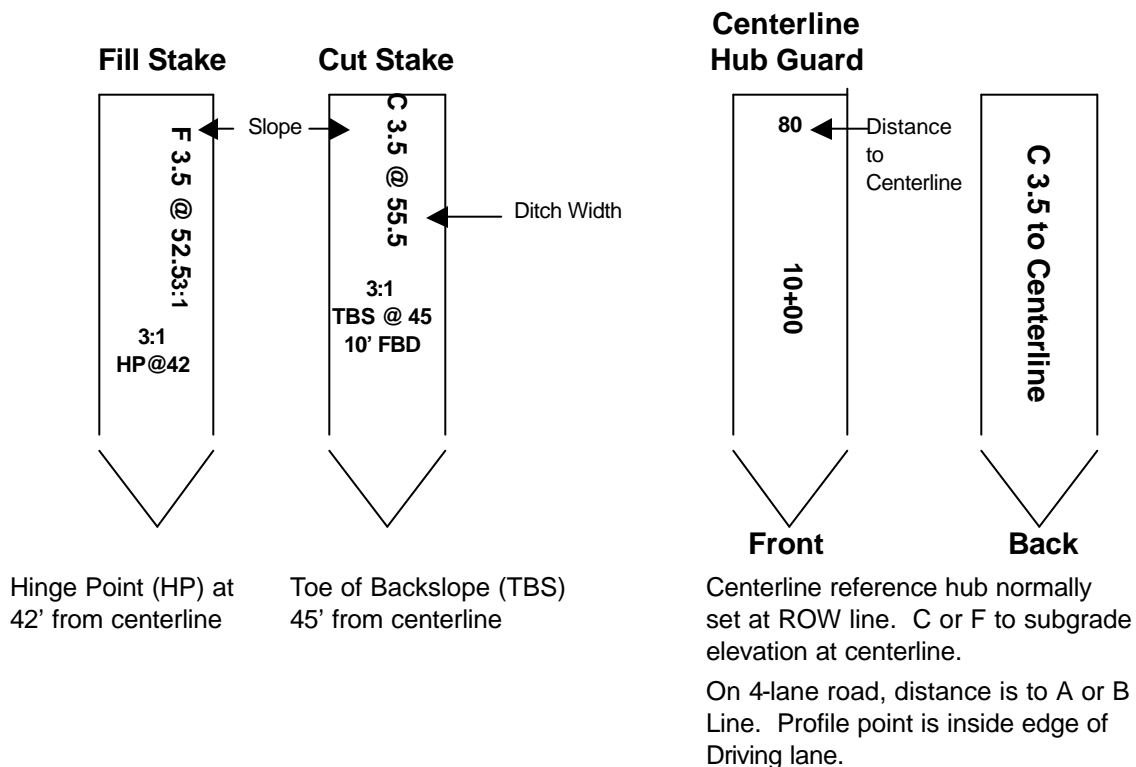 Fill Stake
F 3.5 @ 52.53:1
3:1
HP@42
Hinge Point (HP) at
42’ from centerline
Slope
Cut Stake
C 3.5 @ 55.5
Ditch Width
3:1
TBS @ 45
10’ FBD
Toe of Backslope (TBS)
45’ from centerline
Centerline
Hub Guard
80
Distance
to
Centerline
10+00
Front
C 3.5 to Centerline
Back
Centerline reference hub normally
set at ROW line. C or F to subgrade
elevation at centerline.
On 4-lane road, distance is to A or B
Line. Profile point is inside edge of
Driving lane.